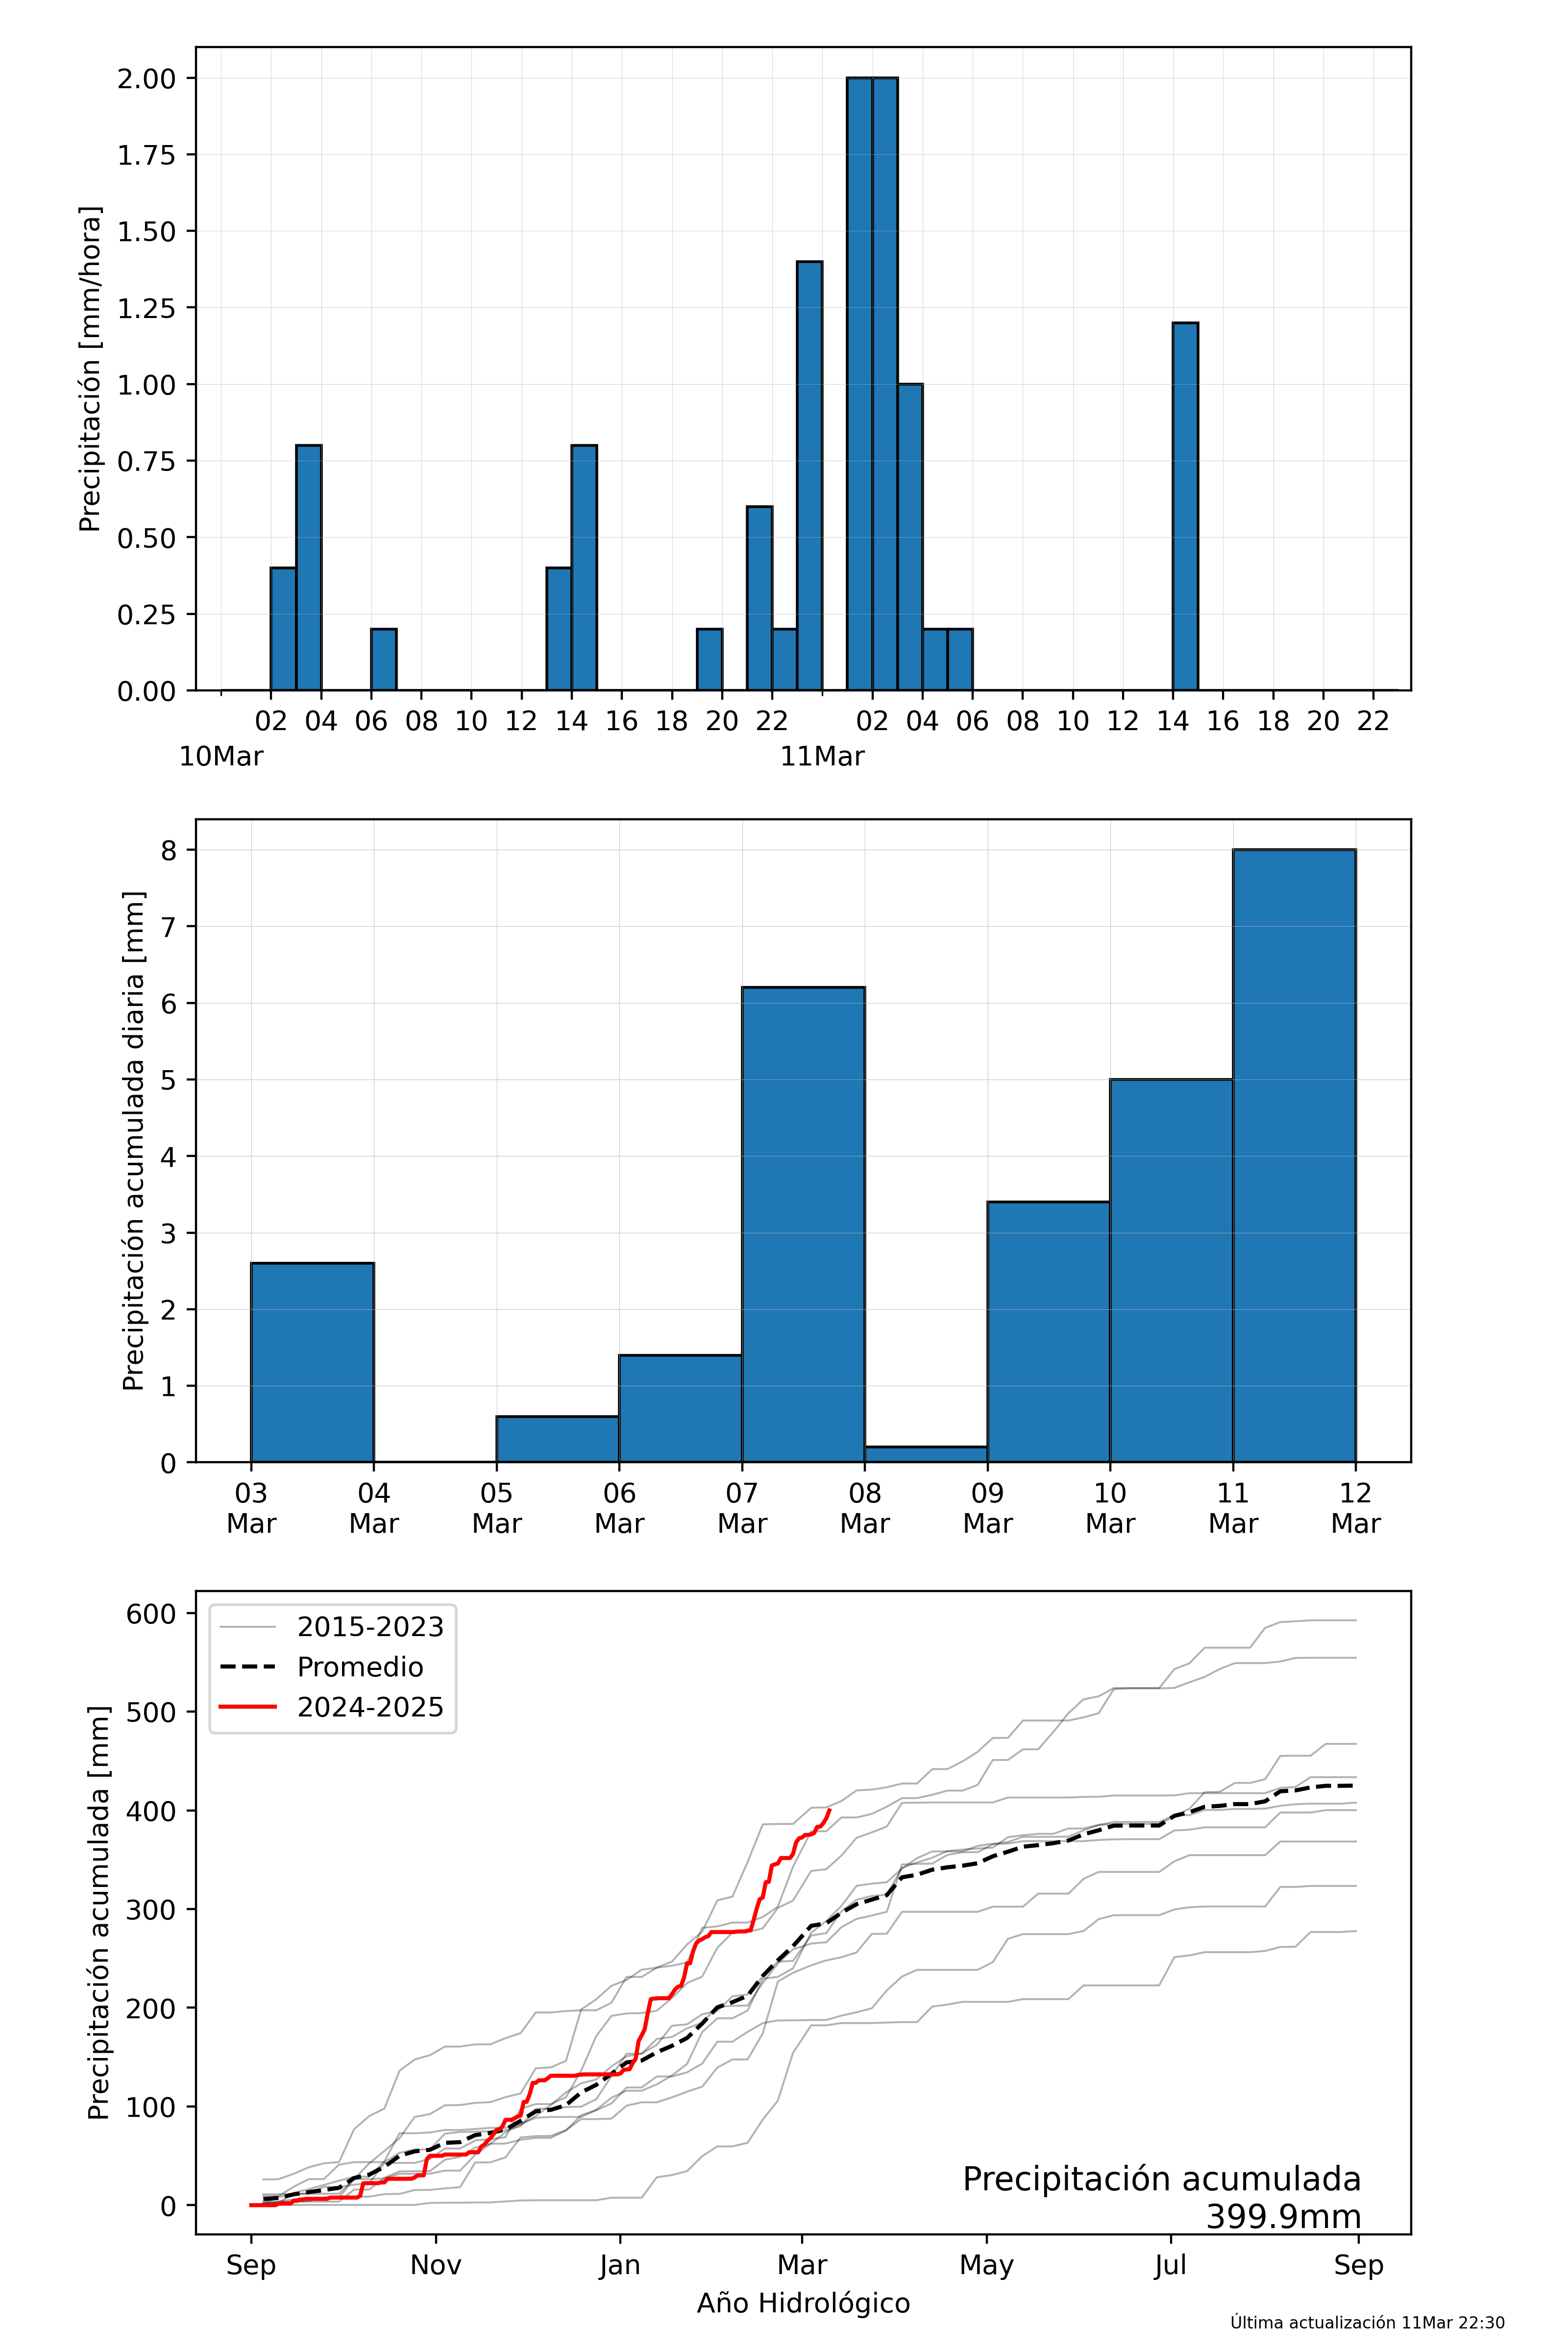 Precipitación [mm/hora]
2.00
1.75
1.50
1.25
1.00
0.75
0.50
0.25
0.00
02 04 06 08 10 12 14 16 18 20 22 02 04 06 08 10 12 14 16 18 20 22
10Mar 11Mar
Precipitación acumulada diaria [mm]
8
7
6
5
4
3
2
1
0
03 04 05 06 07 08 09 10 11 12
Mar Mar Mar Mar Mar Mar Mar Mar Mar Mar
Precipitación acumulada [mm]
600
500
400
300
200
100
0
2015-2023
Promedio
2024-2025
Precipitación acumulada
399.9mm
Sep Nov Jan Mar May Jul Sep
Año Hidrológico
Última actualización 11Mar 22:30